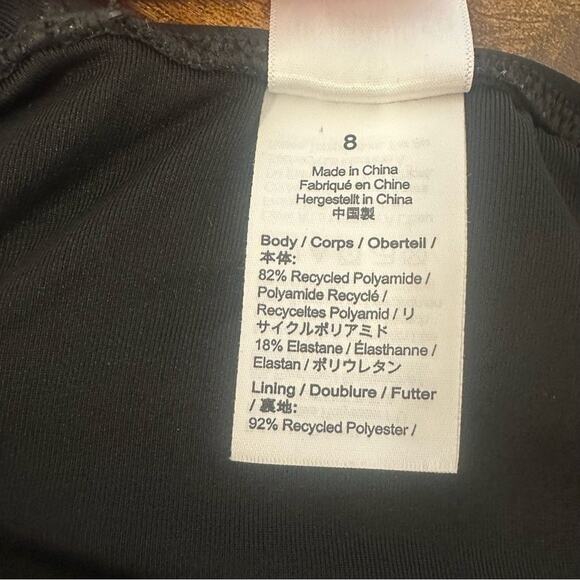 8
Made in China
Fabriqué en Chine
Hergestellt in China
中国製
Body / Corps / Oberteil /
本体:
82% Recycled Polyamide /
Polyamide Recyclé /
Recyceltes Polyamid / リ
サイクルポリアミド
18% Elastane / Élasthanne /
Elastan / ポリウレタン
Lining / Doublure / Futter
/ 裏地:
92% Recycled Polyester /